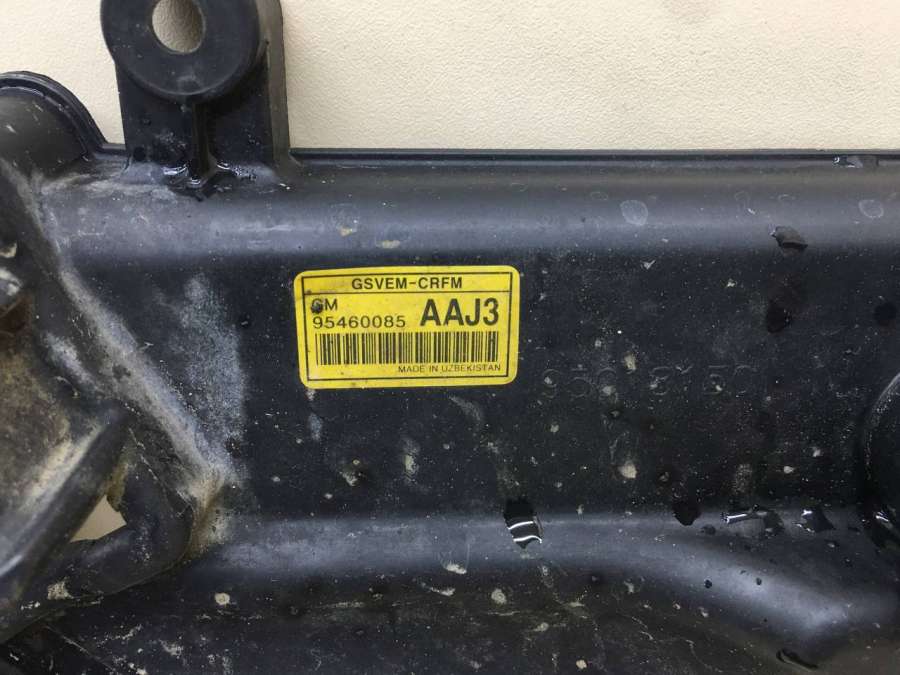 GSVEM-CRFM
GM
95460085 AAJ3
MADE IN UZBEKISTAN